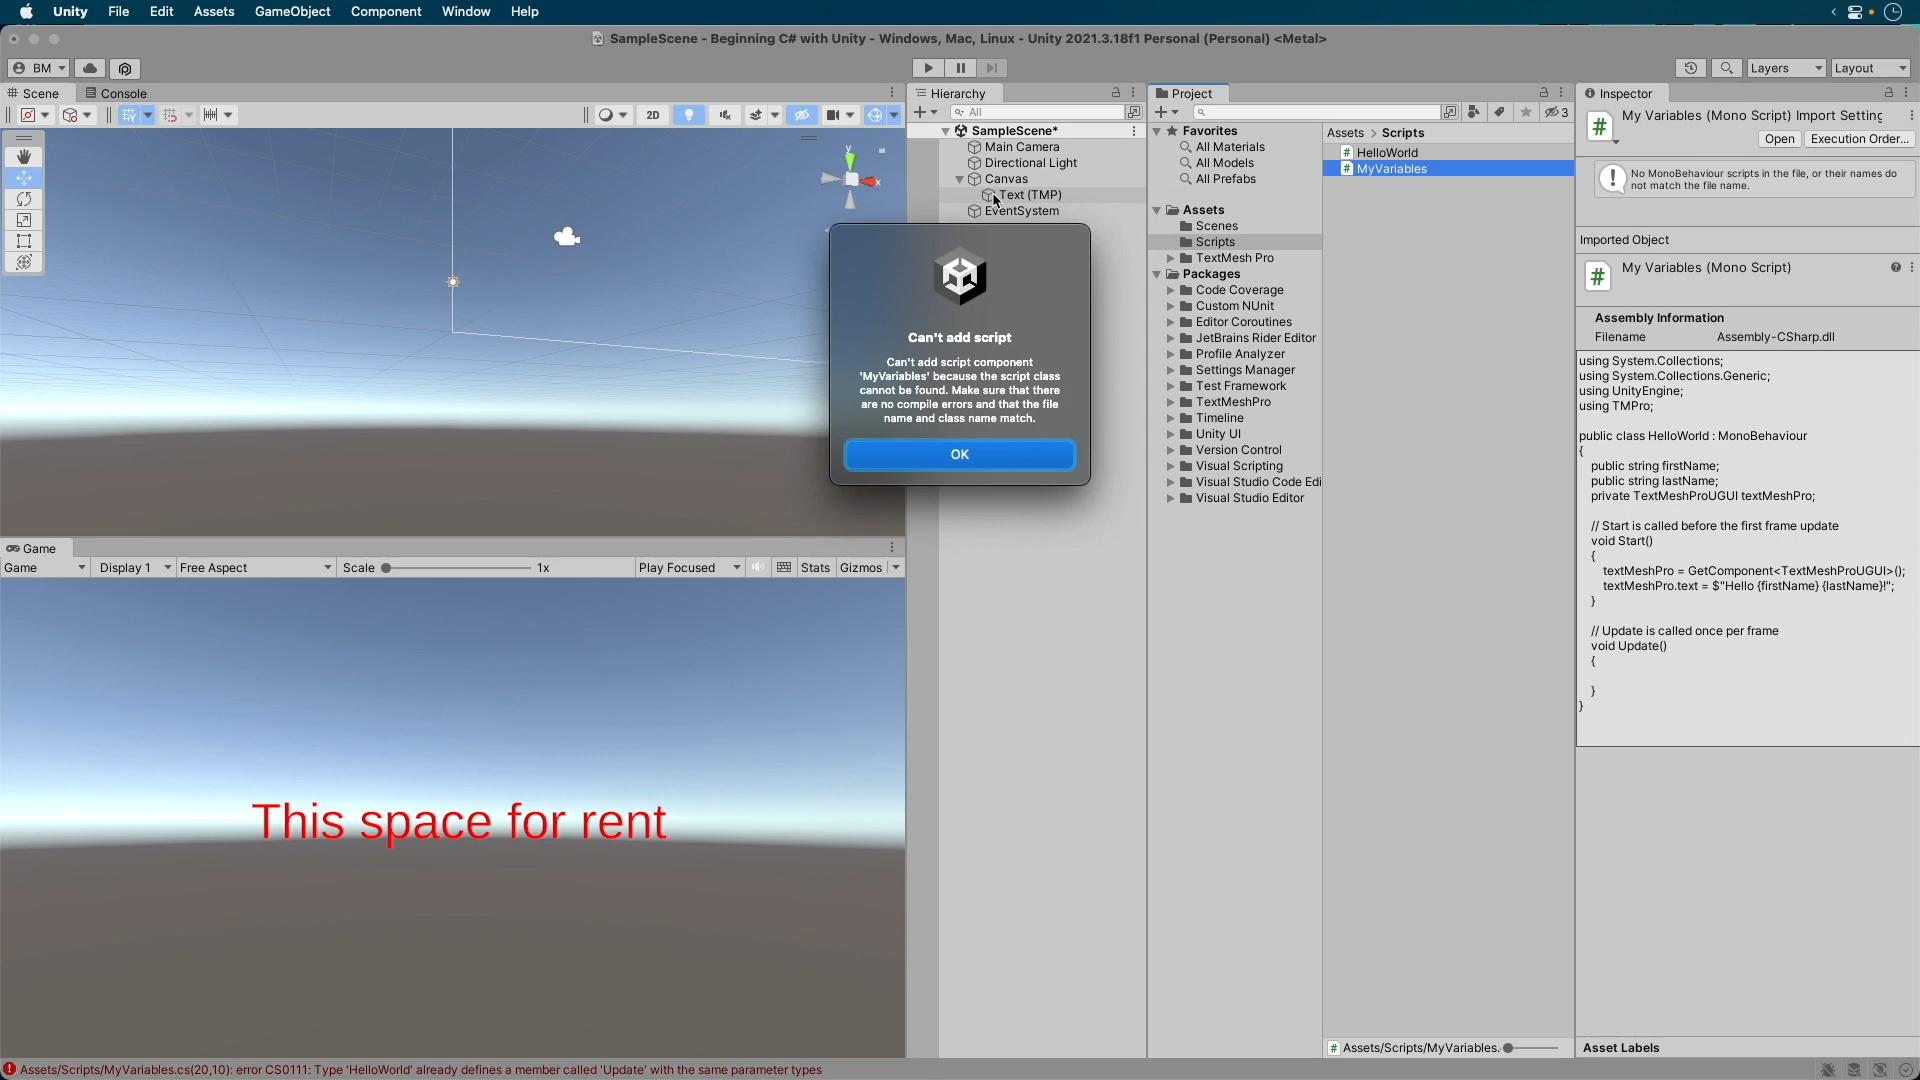 Unity File Edit Assets GameObject Component Window Help
SampleScene - Beginning C# with Unity - Windows, Mac, Linux - Unity 2021.3.18f1 Personal (Personal) <Metal>
BM
Layers Layout
Scene Console
2D
Hierarchy
All
SampleScene*
Main Camera
Directional Light
Canvas
Text (TMP)
EventSystem
Project
3
Favorites
All Materials
All Models
All Prefabs
Assets
Scenes
Scripts
TextMesh Pro
Packages
Code Coverage
Custom NUnit
Editor Coroutines
JetBrains Rider Editor
Profile Analyzer
Settings Manager
Test Framework
TextMeshPro
Timeline
Unity UI
Version Control
Visual Scripting
Visual Studio Code Edi
Visual Studio Editor
Assets > Scripts
# HelloWorld
# MyVariables
# Assets/Scripts/MyVariables.
y
x
Can't add script
Can't add script component
'MyVariables' because the script class
cannot be found. Make sure that there
are no compile errors and that the file
name and class name match.
OK
Game
Game Display 1 Free Aspect Scale 1x Play Focused Stats Gizmos
This space for rent
Inspector
# My Variables (Mono Script) Import Setting
Open Execution Order...
No MonoBehaviour scripts in the file, or their names do
not match the file name.
Imported Object
# My Variables (Mono Script)
Assembly Information
Filename Assembly-CSharp.dll
using System.Collections;
using System.Collections.Generic;
using UnityEngine;
using TMPro;
public class HelloWorld : MonoBehaviour
{
public string firstName;
public string lastName;
private TextMeshProUGUI textMeshPro;
// Start is called before the first frame update
void Start()
{
textMeshPro = GetComponent<TextMeshProUGUI>();
textMeshPro.text = $"Hello {firstName} {lastName}!";
}
// Update is called once per frame
void Update()
{
}
}
Asset Labels
Assets/Scripts/MyVariables.cs(20,10): error CS0111: Type 'HelloWorld' already defines a member called 'Update' with the same parameter types